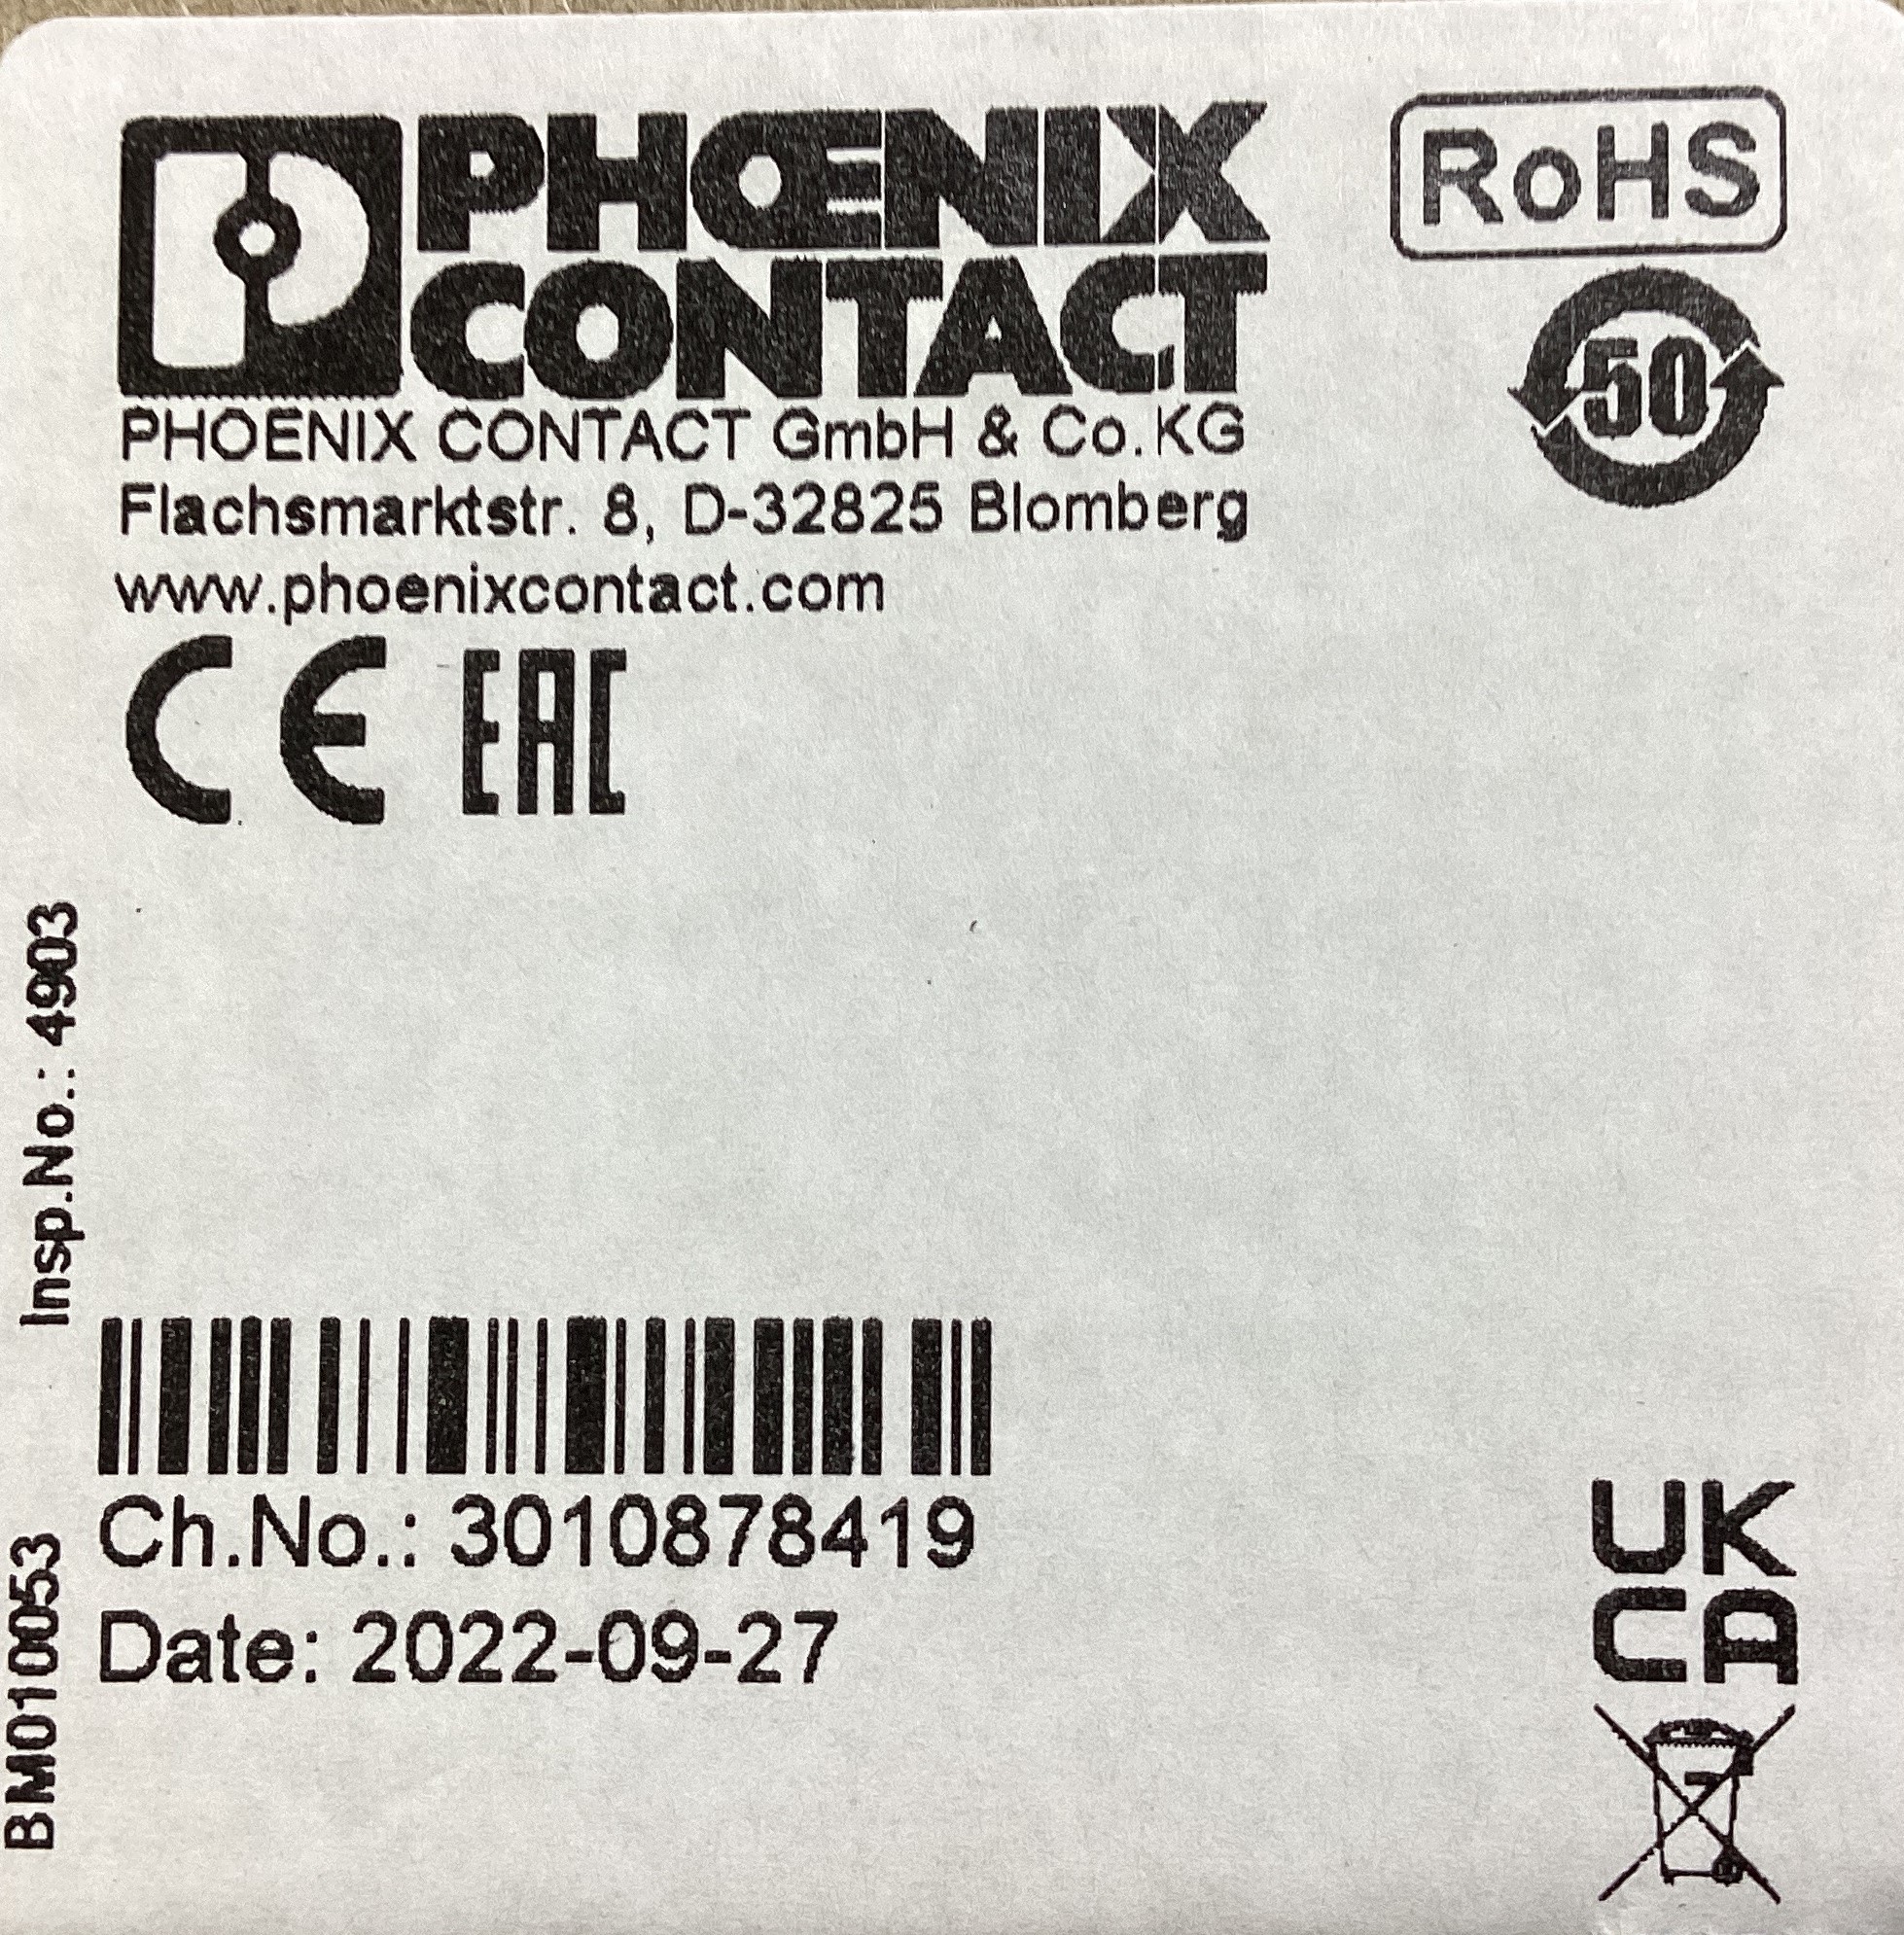 PHŒNIX
CONTACT
RoHS
50
PHOENIX CONTACT GmbH & Co.KG
Flachsmarktstr. 8, D-32825 Blomberg
www.phoenixcontact.com
CE EAC
Insp.No.: 4903
Ch.No.: 3010878419
Date: 2022-09-27
BM010053
UK
CA